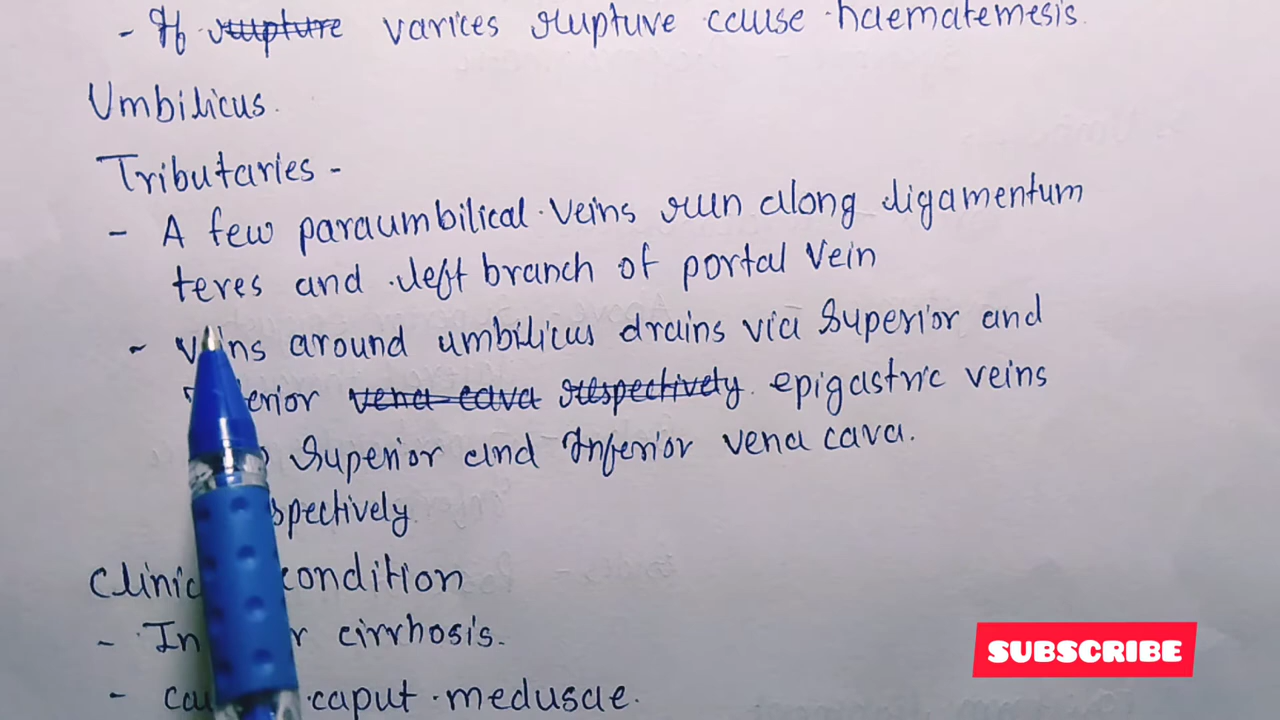 - If rupture varices rupture cause haematemesis.
Umbilicus.
Tributaries -
- A few paraumbilical veins run along ligamentum
teres and left branch of portal vein
- veins around umbilicus drains via Superior and
erior vena cava respectively epigastric veins
Superior and Inferior vena cava.
spectively
Clinic condition
- In r cirrhosis.
- ca caput medusae.
SUBSCRIBE